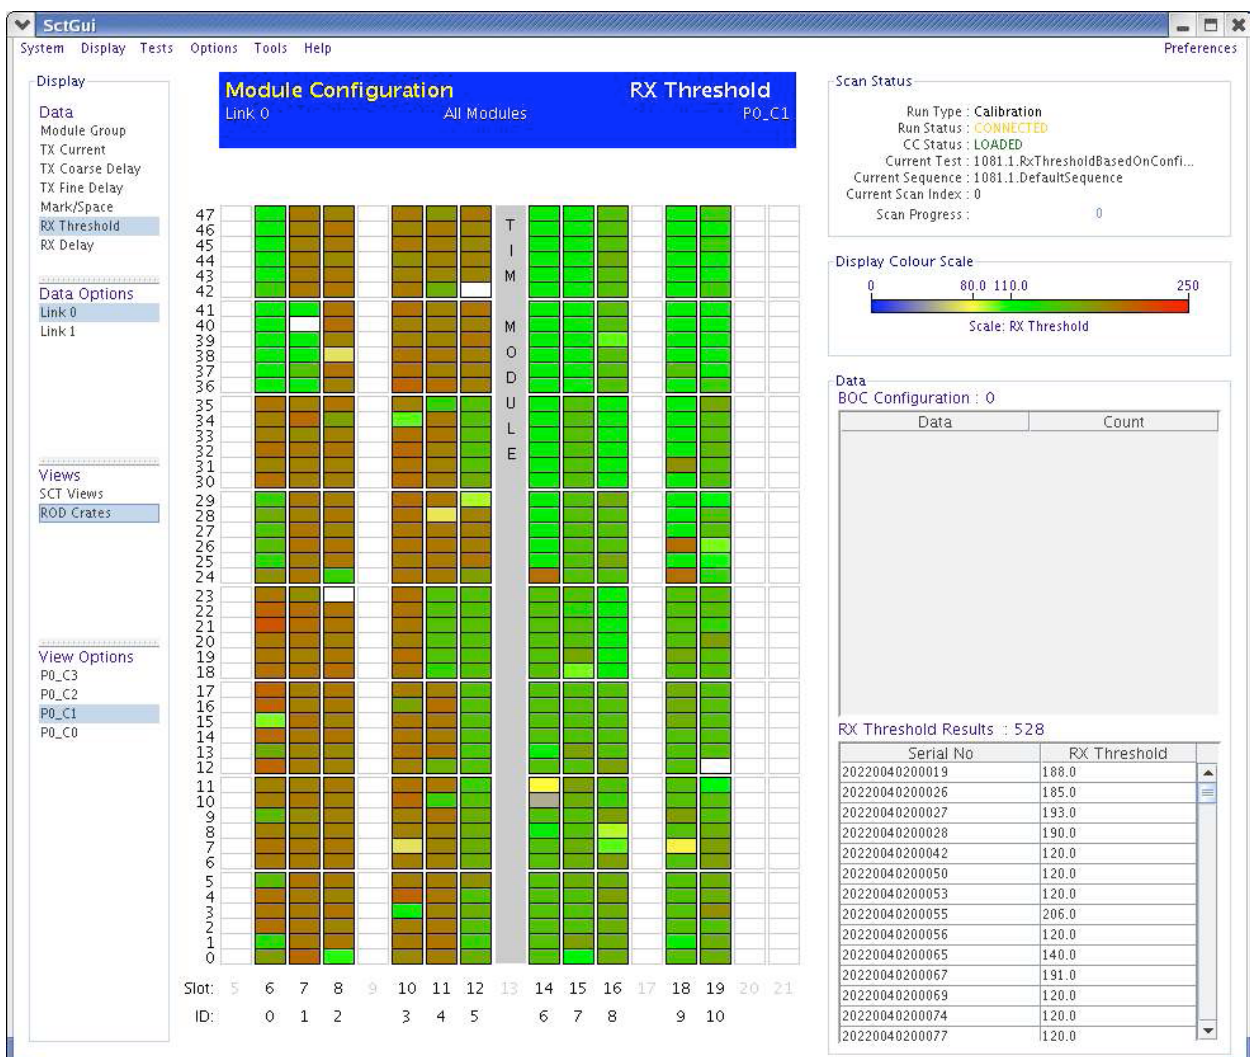 SctGui
System Display Tests Options Tools Help Preferences
Display
Data
Module Group
TX Current
TX Coarse Delay
TX Fine Delay
Mark/Space
RX Threshold
RX Delay
Data Options
Link 0
Link 1
Views
SCT Views
ROD Crates
View Options
P0_C3
P0_C2
P0_C1
P0_C0
Module Configuration RX Threshold
Link 0 All Modules P0_C1
47
46
45
44
43
42
41
40
39
38
37
36
35
34
33
32
31
30
29
28
27
26
25
24
23
22
21
20
19
18
17
16
15
14
13
12
11
10
9
8
7
6
5
4
3
2
1
0
TIM MODULE
Slot: 5 6 7 8 9 10 11 12 13 14 15 16 17 18 19 20 21
ID: 0 1 2 3 4 5 6 7 8 9 10
Scan Status
Run Type : Calibration
Run Status : CONNECTED
CC Status : LOADED
Current Test : 1081.1.RxThresholdBasedOnConfi...
Current Sequence : 1081.1.DefaultSequence
Current Scan Index : 0
Scan Progress : 0
Display Colour Scale
0 80.0 110.0 250
Scale: RX Threshold
Data
BOC Configuration : 0
Data Count
RX Threshold Results : 528
Serial No RX Threshold
20220040200019 188.0
20220040200026 185.0
20220040200027 193.0
20220040200028 190.0
20220040200042 120.0
20220040200050 120.0
20220040200053 120.0
20220040200055 206.0
20220040200056 120.0
20220040200065 140.0
20220040200067 191.0
20220040200069 120.0
20220040200074 120.0
20220040200077 120.0